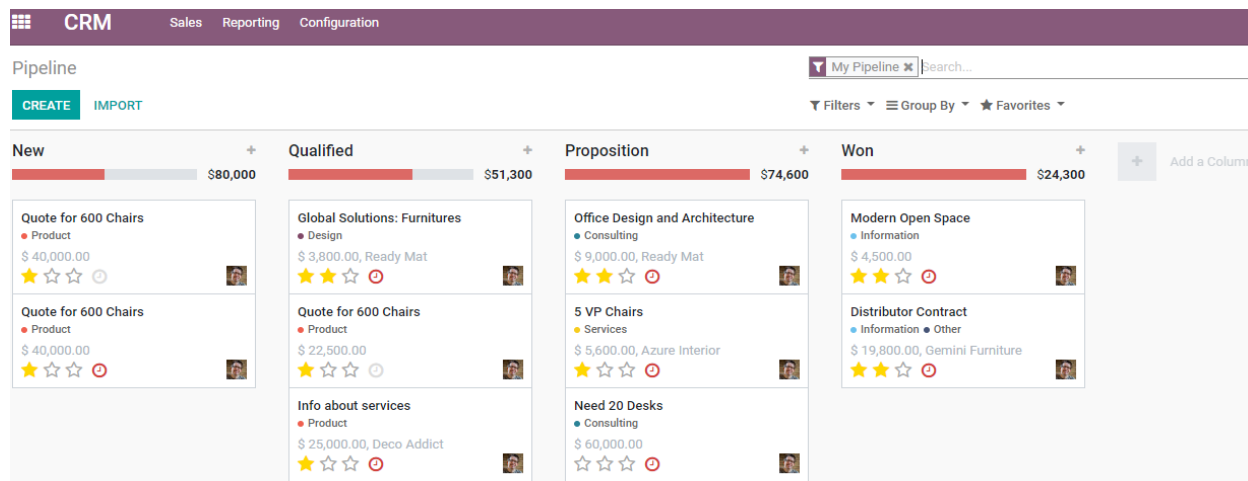 CRM Sales Reporting Configuration
Pipeline
My Pipeline Search...
CREATE IMPORT
Filters Group By Favorites
New
$80,000
Quote for 600 Chairs
Product
$ 40,000.00
Quote for 600 Chairs
Product
$ 40,000.00
Qualified
$51,300
Global Solutions: Furnitures
Design
$ 3,800.00, Ready Mat
Quote for 600 Chairs
Product
$ 22,500.00
Info about services
Product
$ 25,000.00, Deco Addict
Proposition
$74,600
Office Design and Architecture
Consulting
$ 9,000.00, Ready Mat
5 VP Chairs
Services
$ 5,600.00, Azure Interior
Need 20 Desks
Consulting
$ 60,000.00
Won
$24,300
Modern Open Space
Information
$ 4,500.00
Distributor Contract
Information Other
$ 19,800.00, Gemini Furniture
Add a Colum